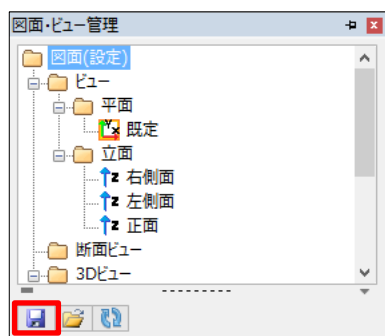 図面・ビュー管理
図面(設定)
ビュー
平面
既定
立面
右側面
左側面
正面
断面ビュー
3Dビュー